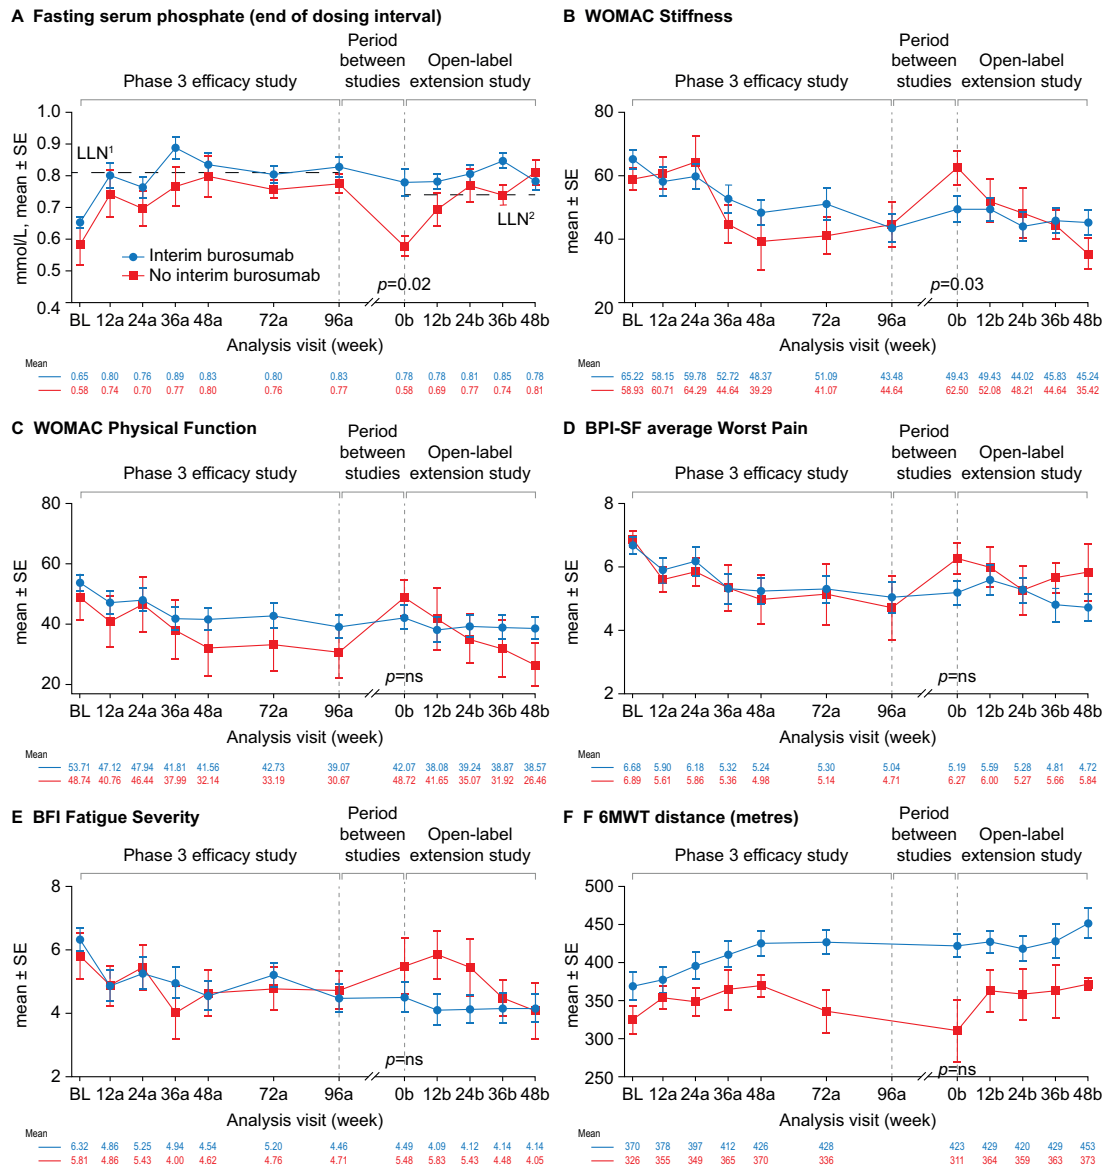 A Fasting serum phosphate (end of dosing interval)
Phase 3 efficacy study
Period between studies
Open-label extension study
mmol/L, mean ± SE
1.0
0.9
0.8
0.7
0.6
0.5
0.4
LLN1
LLN2
Interim burosumab
No interim burosumab
p=0.02
BL 12a 24a 36a 48a 72a 96a 0b 12b 24b 36b 48b
Analysis visit (week)
Mean
0.65 0.80 0.76 0.89 0.83 0.80 0.83 0.78 0.78 0.81 0.85 0.78
0.58 0.74 0.70 0.77 0.80 0.76 0.77 0.58 0.69 0.77 0.74 0.81
B WOMAC Stiffness
Phase 3 efficacy study
Period between studies
Open-label extension study
mean ± SE
80
60
40
20
p=0.03
BL 12a 24a 36a 48a 72a 96a 0b 12b 24b 36b 48b
Analysis visit (week)
Mean
65.22 58.15 59.78 52.72 48.37 51.09 43.48 49.43 49.43 44.02 45.83 45.24
58.93 60.71 64.29 44.64 39.29 41.07 44.64 62.50 52.08 48.21 44.64 35.42
C WOMAC Physical Function
Phase 3 efficacy study
Period between studies
Open-label extension study
mean ± SE
80
60
40
20
p=ns
BL 12a 24a 36a 48a 72a 96a 0b 12b 24b 36b 48b
Analysis visit (week)
Mean
53.71 47.12 47.94 41.81 41.56 42.73 39.07 42.07 38.08 39.24 38.87 38.57
48.74 40.76 46.44 37.99 32.14 33.19 30.67 48.72 41.65 35.07 31.92 26.46
D BPI-SF average Worst Pain
Phase 3 efficacy study
Period between studies
Open-label extension study
mean ± SE
8
6
4
2
p=ns
BL 12a 24a 36a 48a 72a 96a 0b 12b 24b 36b 48b
Analysis visit (week)
Mean
6.68 5.90 6.18 5.32 5.24 5.30 5.04 5.19 5.59 5.28 4.81 4.72
6.89 5.61 5.86 5.36 4.98 5.14 4.71 6.27 6.00 5.27 5.66 5.84
E BFI Fatigue Severity
Phase 3 efficacy study
Period between studies
Open-label extension study
mean ± SE
8
6
4
2
p=ns
BL 12a 24a 36a 48a 72a 96a 0b 12b 24b 36b 48b
Analysis visit (week)
Mean
6.32 4.86 5.25 4.94 4.54 5.20 4.46 4.49 4.09 4.12 4.14 4.14
5.81 4.86 5.43 4.00 4.62 4.76 4.71 5.48 5.83 5.43 4.48 4.05
F F 6MWT distance (metres)
Phase 3 efficacy study
Period between studies
Open-label extension study
mean ± SE
500
450
400
350
300
250
p=ns
BL 12a 24a 36a 48a 72a 96a 0b 12b 24b 36b 48b
Analysis visit (week)
Mean
370 378 397 412 426 428 423 429 420 429 453
326 355 349 365 370 336 311 364 359 363 373